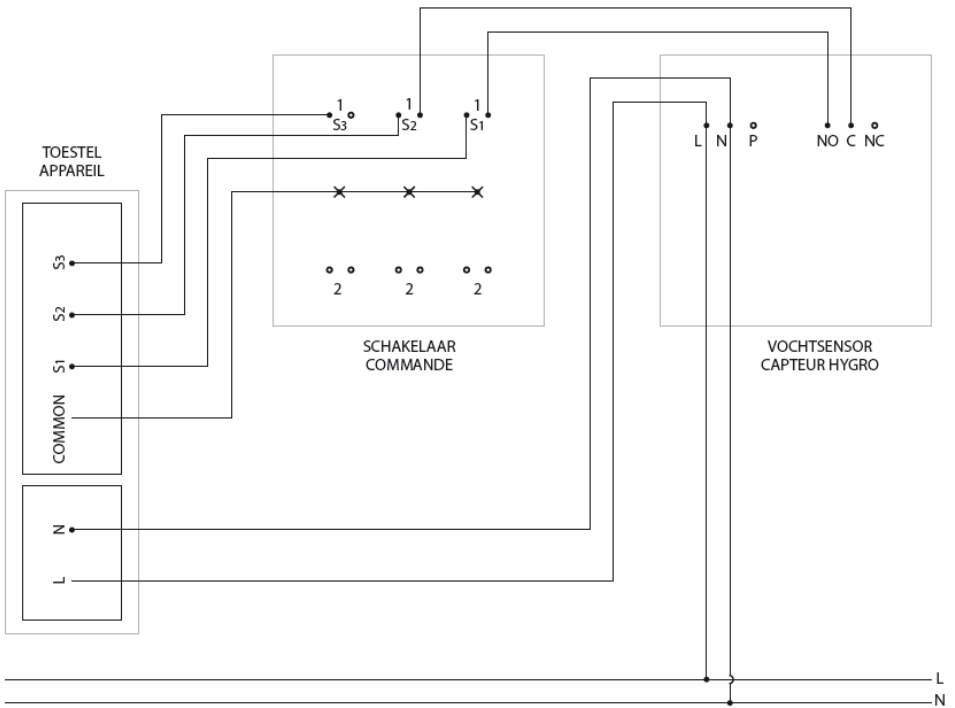 1 1 1
S3 S2 S1
L N P NO C NC
TOESTEL
APPAREIL
S3
S2
S1
COMMON
N
L
2 2 2
SCHAKELAAR
COMMANDE
VOCHTSENSOR
CAPTEUR HYGRO
L
N